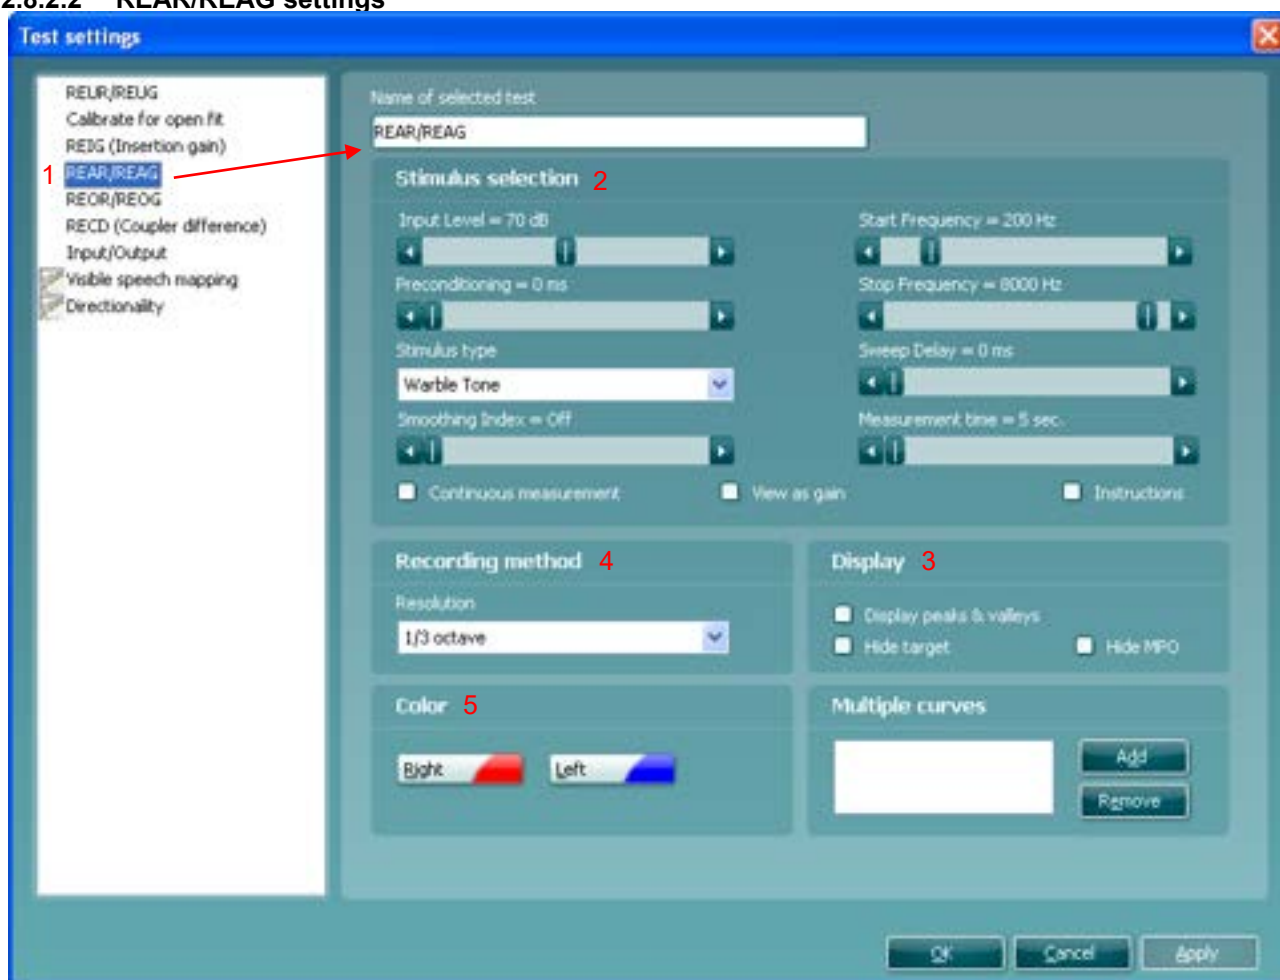 2.8.2.2 REAR/REAG settings
Test settings
REUR/REUG
Calibrate for open fit
REIG (Insertion gain)
1 REAR/REAG
REOR/REOG
RECD (Coupler difference)
Input/Output
Visible speech mapping
Directionality
Name of selected test
REAR/REAG
Stimulus selection 2
Input Level = 70 dB
Start Frequency = 200 Hz
Preconditioning = 0 ms
Stop Frequency = 8000 Hz
Stimulus type
Sweep Delay = 0 ms
Warble Tone
Smoothing Index = Off
Measurement time = 5 sec.
Continuous measurement
View as gain
Instructions
Recording method 4
Resolution
1/3 octave
Display 3
Display peaks & valleys
Hide target
Hide MPO
Color 5
Right
Left
Multiple curves
Add
Remove
OK
Cancel
Apply